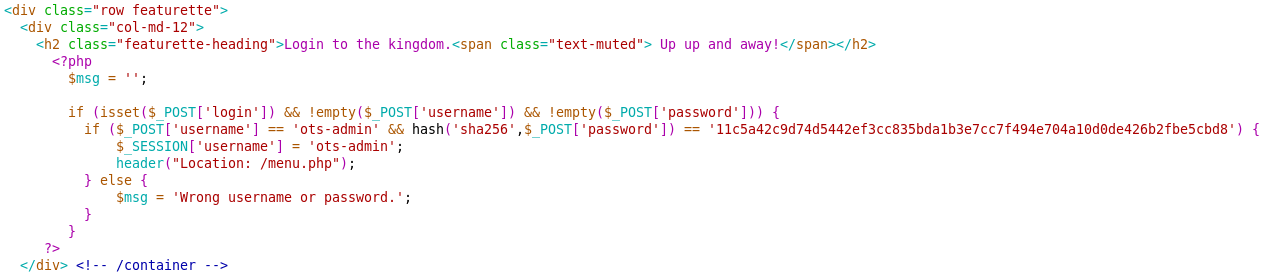 <div class="row featurette">
<div class="col-md-12">
<h2 class="featurette-heading">Login to the kingdom.<span class="text-muted"> Up up and away!</span></h2>
<?php
$msg = '';
if (isset($_POST['login']) && !empty($_POST['username']) && !empty($_POST['password'])) {
if ($_POST['username'] == 'ots-admin' && hash('sha256',$_POST['password']) == '11c5a42c9d74d5442ef3cc835bda1b3e7cc7f494e704a10d0de426b2fbe5cbd8') {
$_SESSION['username'] = 'ots-admin';
header("Location: /menu.php");
} else {
$msg = 'Wrong username or password.';
}
}
?>
</div> <!-- /container -->